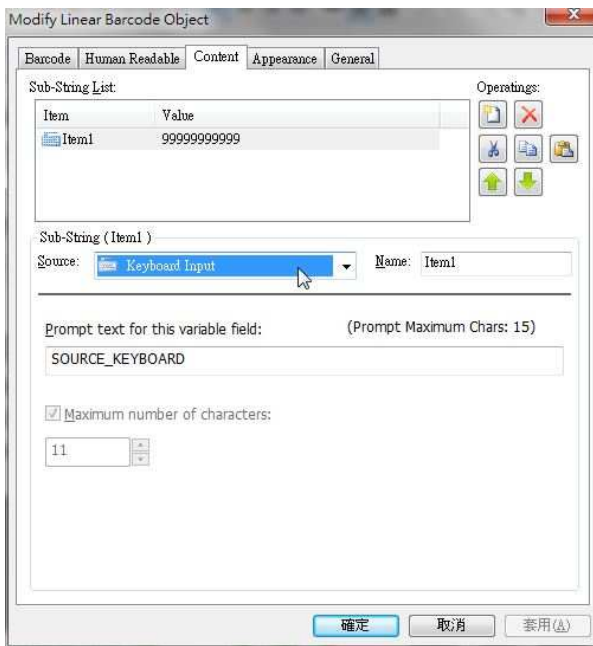 Modify Linear Barcode Object
Barcode Human Readable Content Appearance General
Sub-String List: Operatings:
Item Value
Item1 99999999999
Sub-String ( Item1 )
Source: Keyboard Input Name: Item1
Prompt text for this variable field: (Prompt Maximum Chars: 15)
SOURCE_KEYBOARD
Maximum number of characters:
11
確定 取消 套用(A)